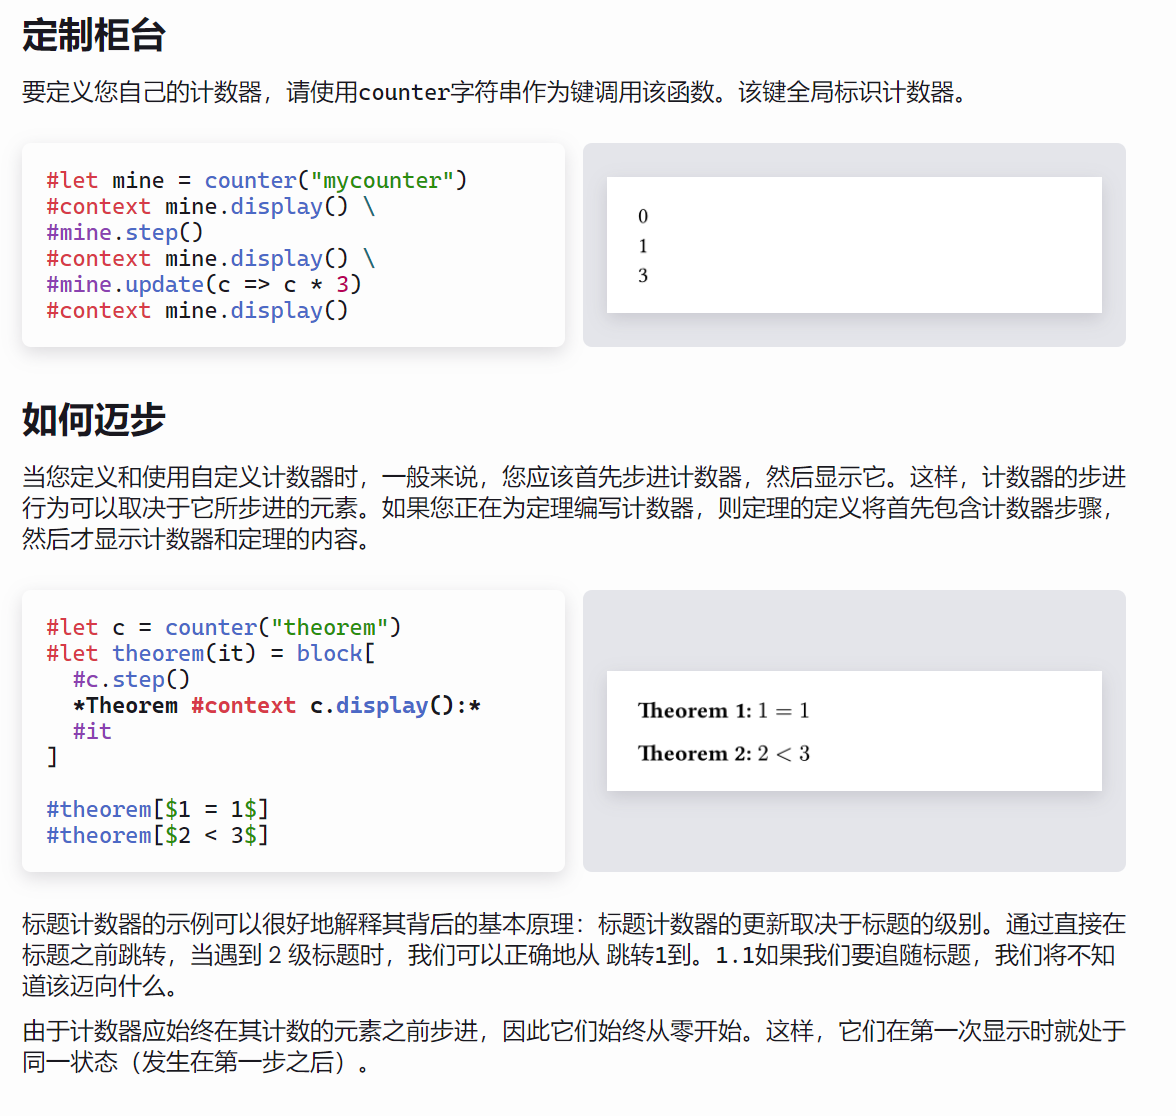 定制柜台
要定义您自己的计数器，请使用counter字符串作为键调用该函数。该键全局标识计数器。
#let mine = counter("mycounter")
#context mine.display() \
#mine.step()
#context mine.display() \
#mine.update(c => c * 3)
#context mine.display()
0
1
3
如何迈步
当您定义和使用自定义计数器时，一般来说，您应该首先步进计数器，然后显示它。这样，计数器的步进
行为可以取决于它所步进的元素。如果您正在为定理编写计数器，则定理的定义将首先包含计数器步骤，
然后才显示计数器和定理的内容。
#let c = counter("theorem")
#let theorem(it) = block[
  #c.step()
  *Theorem #context c.display():*
  #it
]
#theorem[$1 = 1$]
#theorem[$2 < 3$]
Theorem 1: 1 = 1
Theorem 2: 2 < 3
标题计数器的示例可以很好地解释其背后的基本原理：标题计数器的更新取决于标题的级别。通过直接在
标题之前跳转，当遇到 2 级标题时，我们可以正确地从 跳转1到。1.1如果我们要追随标题，我们将不知
道该迈向什么。
由于计数器应始终在其计数的元素之前步进，因此它们始终从零开始。这样，它们在第一次显示时就处于
同一状态（发生在第一步之后）。